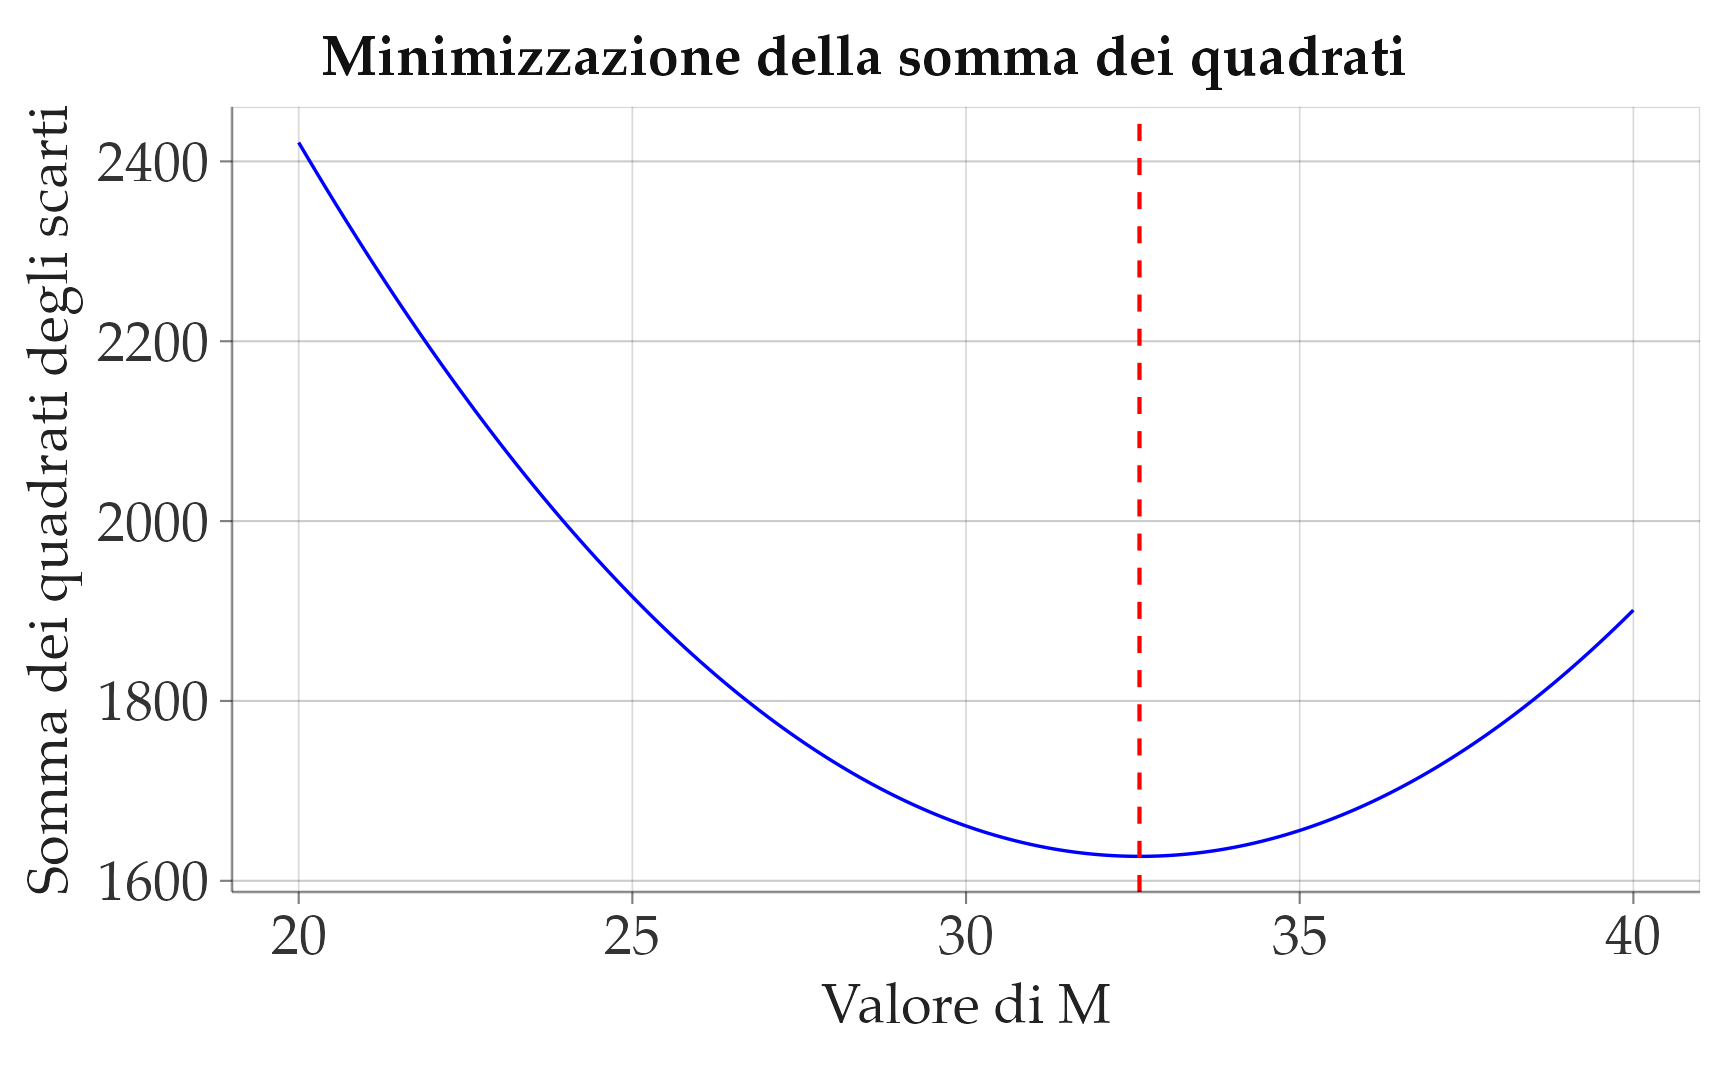 Minimizzazione della somma dei quadrati
Somma dei quadrati degli scarti
2400
2200
2000
1800
1600
20 25 30 35 40
Valore di M